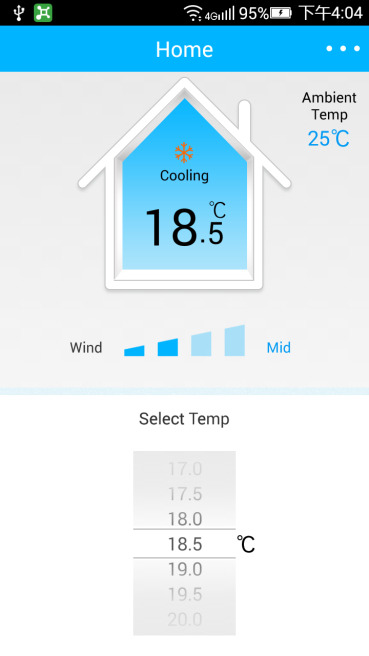 4G 95% 下午4:04
Home
Ambient
Temp
25℃
Cooling
18.5℃
Wind
Mid
Select Temp
17.0
17.5
18.0
18.5 ℃
19.0
19.5
20.0